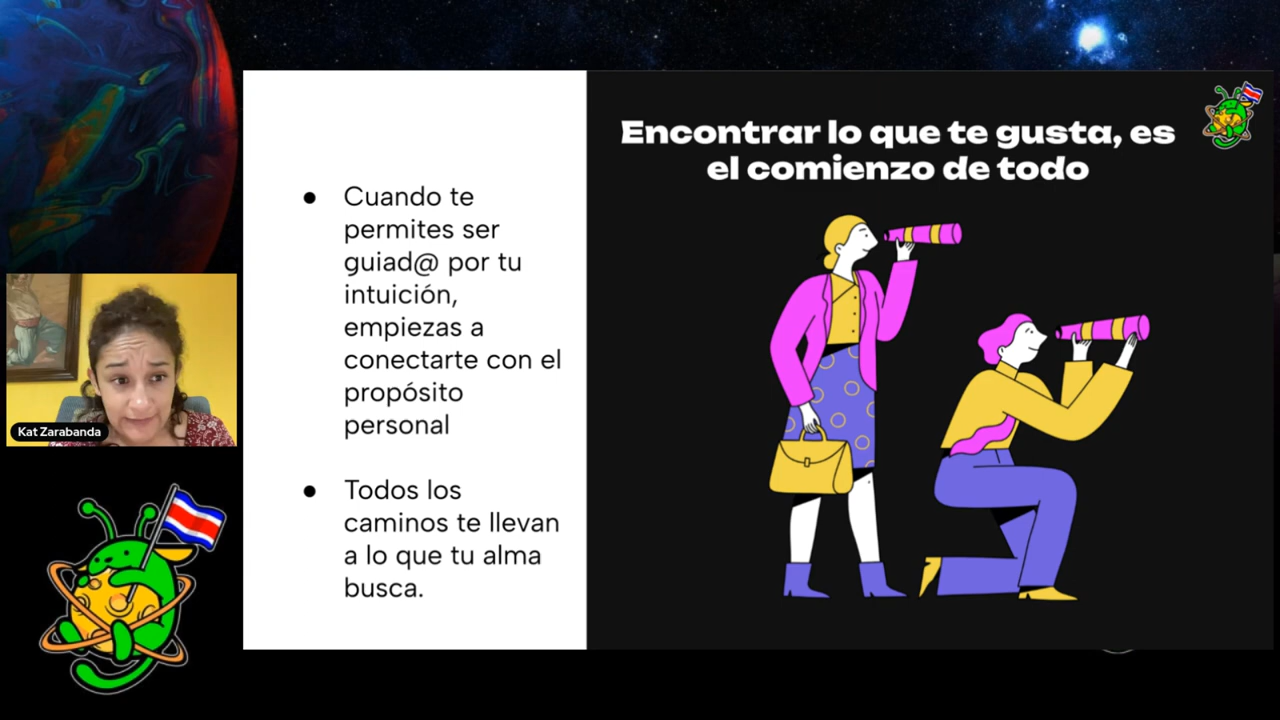 Encontrar lo que te gusta, es
el comienzo de todo
● Cuando te
permites ser
guiad@ por tu
intuición,
empiezas a
conectarte con el
propósito
personal
● Todos los
caminos te llevan
a lo que tu alma
busca.
Kat Zarabanda